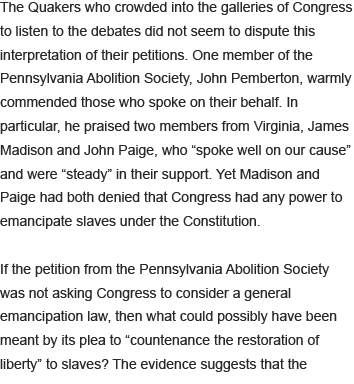 The Quakers who crowded into the galleries of Congress
to listen to the debates did not seem to dispute this
interpretation of their petitions. One member of the
Pennsylvania Abolition Society, John Pemberton, warmly
commended those who spoke on their behalf. In
particular, he praised two members from Virginia, James
Madison and John Paige, who “spoke well on our cause”
and were “steady” in their support. Yet Madison and
Paige had both denied that Congress had any power to
emancipate slaves under the Constitution.
If the petition from the Pennsylvania Abolition Society
was not asking Congress to consider a general
emancipation law, then what could possibly have been
meant by its plea to “countenance the restoration of
liberty” to slaves? The evidence suggests that the